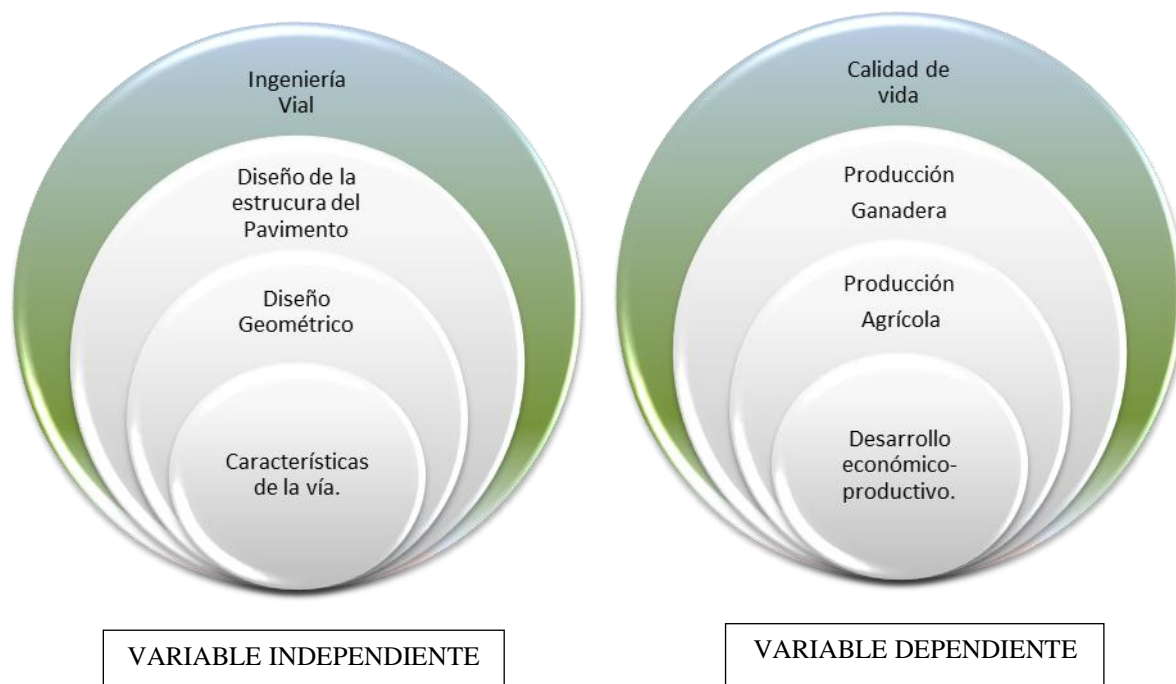 Ingeniería
Vial
Diseño de la
estrucura del
Pavimento
Diseño
Geométrico
Característicias
de la vía.
VARIABLE INDEPENDIENTE
Calidad de
vida
Producción
Ganadera
Producción
Agrícola
Desarrollo
económico-
productivo.
VARIABLE DEPENDIENTE